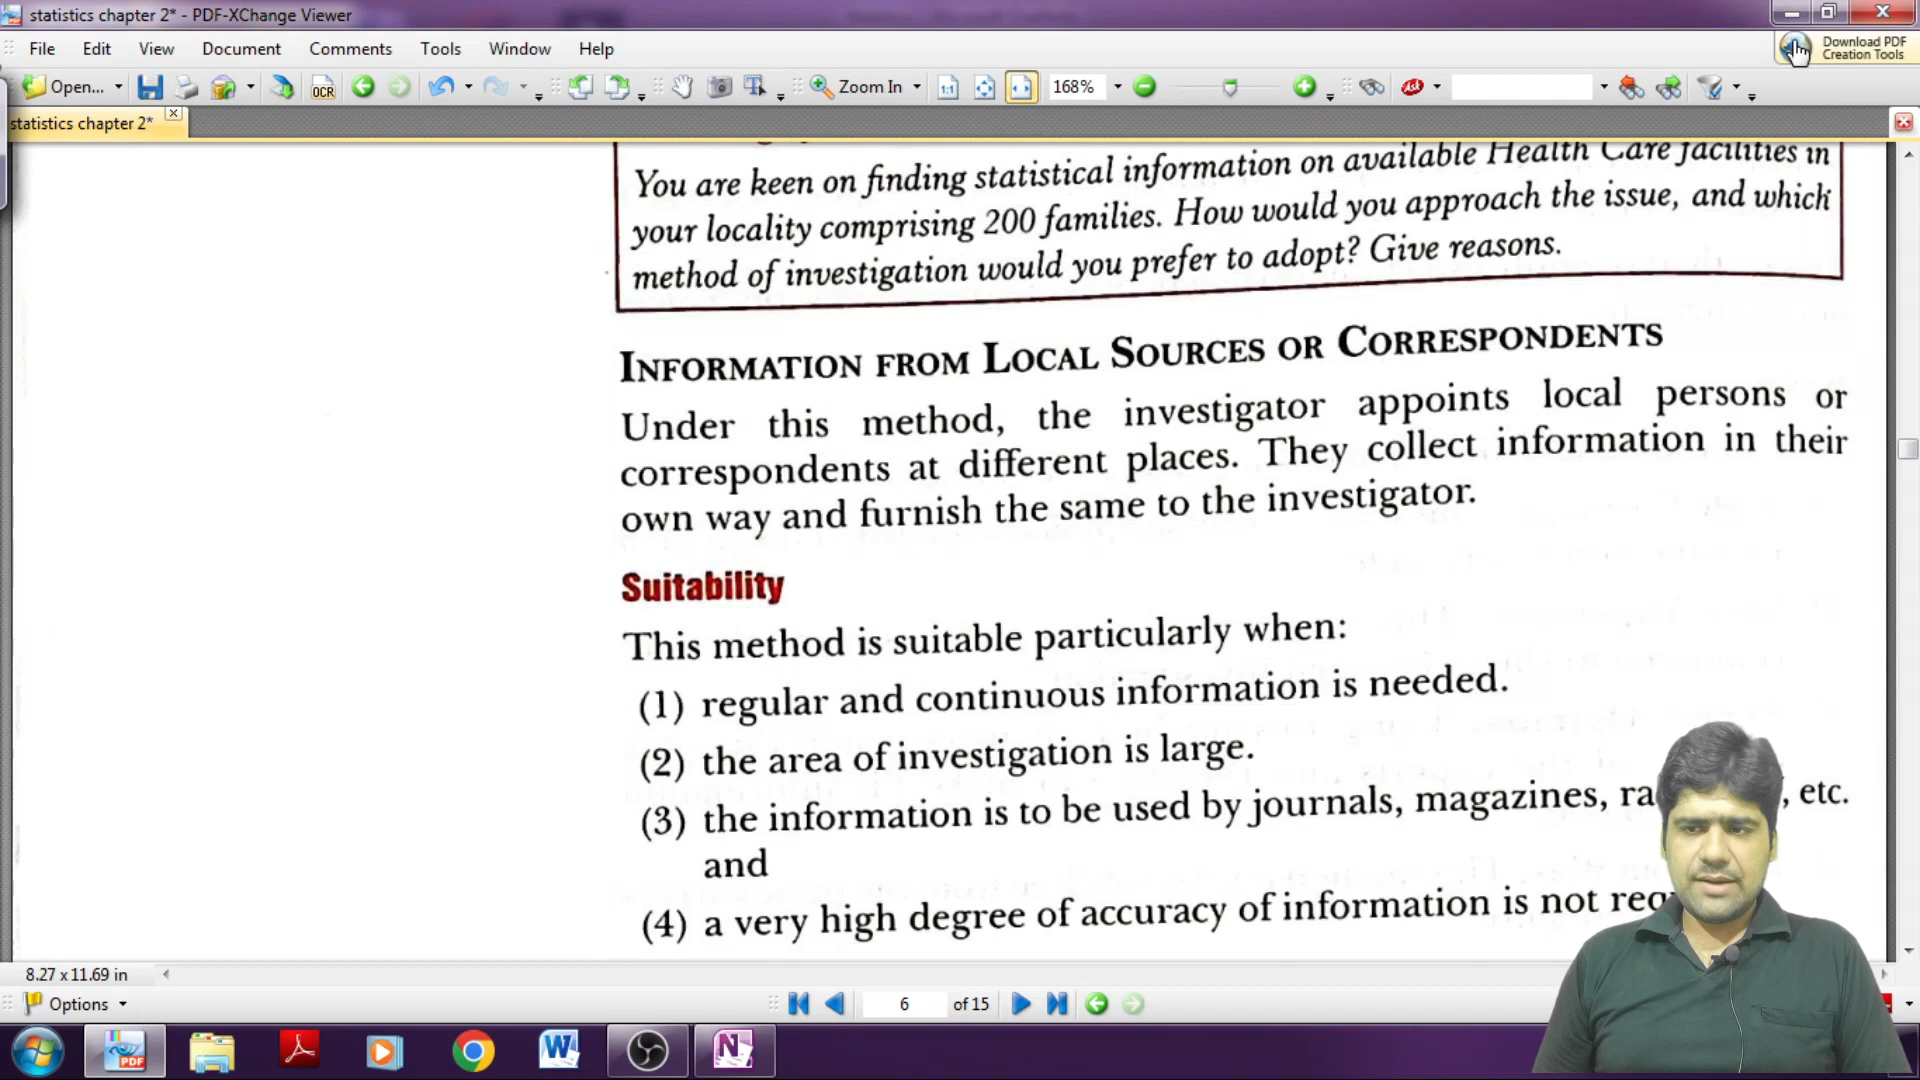 statistics chapter 2* - PDF-XChange Viewer
File Edit View Document Comments Tools Window Help
Download PDF
Creation Tools
Open... OCR Zoom In 1:1 168%
statistics chapter 2*
You are keen on finding statistical information on available Health Care facilities in
your locality comprising 200 families. How would you approach the issue, and which
method of investigation would you prefer to adopt? Give reasons.
INFORMATION FROM LOCAL SOURCES OR CORRESPONDENTS
Under this method, the investigator appoints local persons or
correspondents at different places. They collect information in their
own way and furnish the same to the investigator.
Suitability
This method is suitable particularly when:
(1) regular and continuous information is needed.
(2) the area of investigation is large.
(3) the information is to be used by journals, magazines, etc.
and
(4) a very high degree of accuracy of information is not
8.27 x 11.69 in
Options 6 of 15
PDF W N